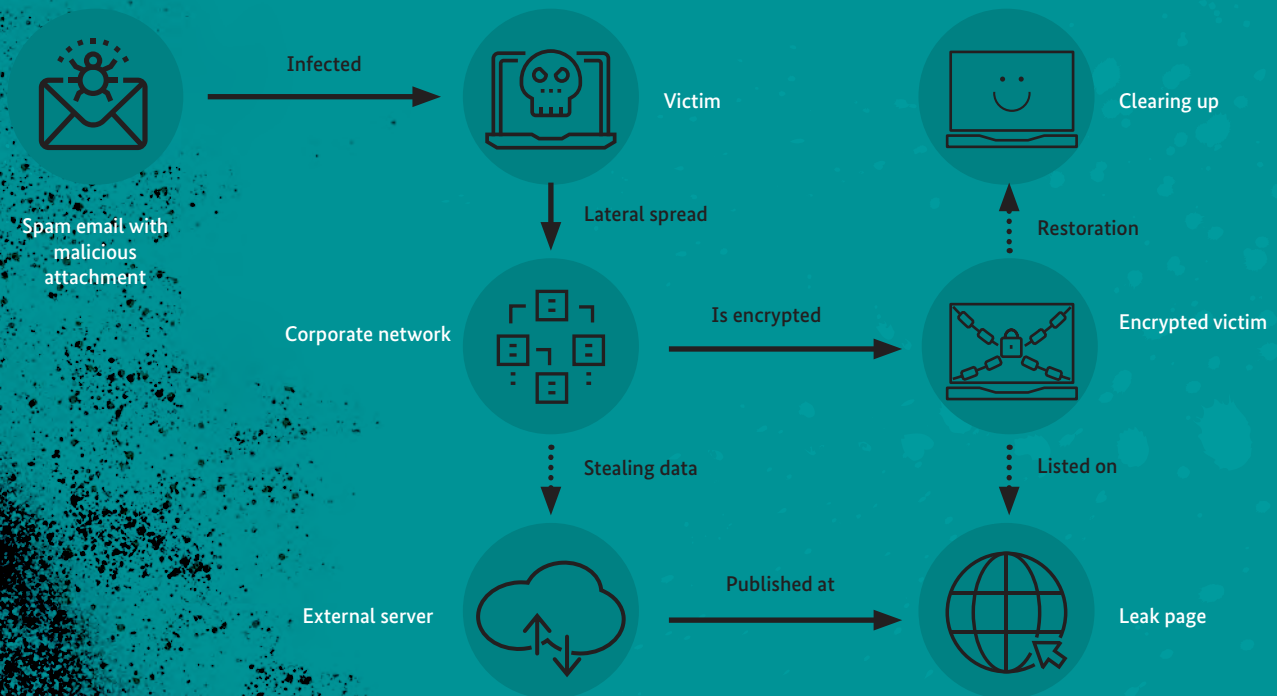 Infected
Victim
Clearing up
Spam email with
malicious
attachment
Lateral spread
Restoration
Corporate network
Is encrypted
Encrypted victim
Stealing data
Listed on
External server
Published at
Leak page